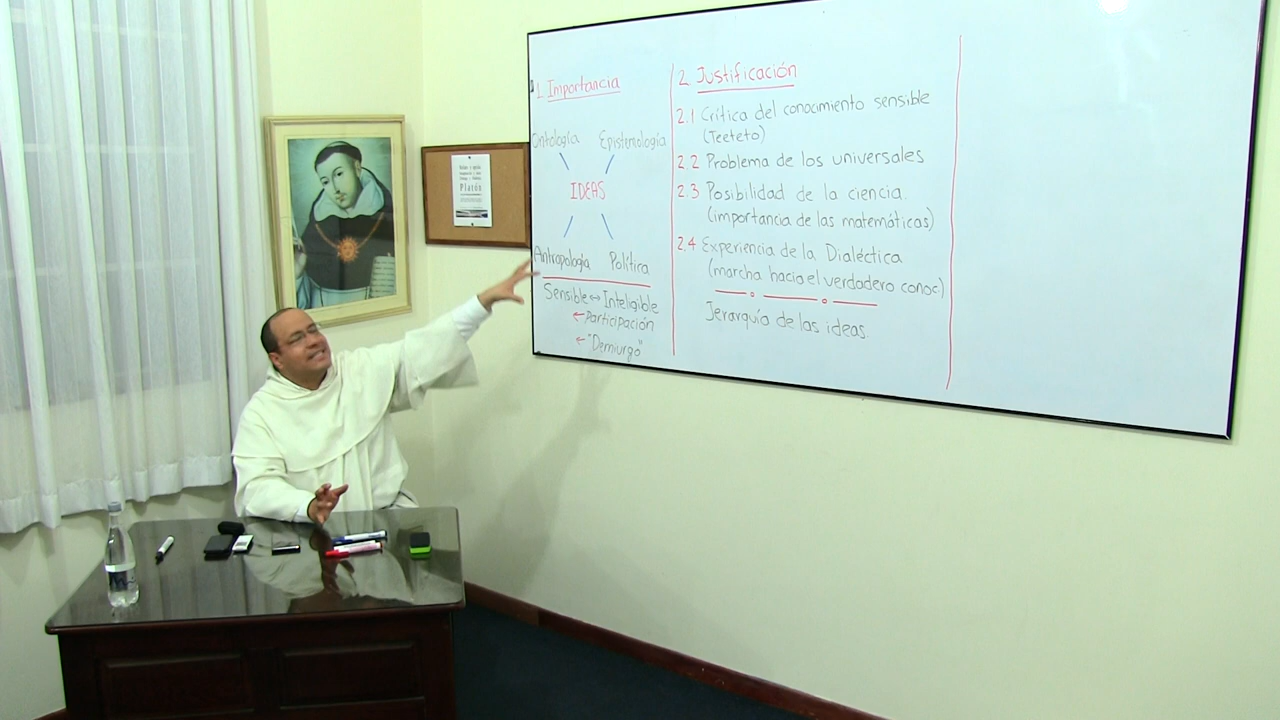 Platón
1. Importancia
Ontología Epistemología
IDEAS
Antropología Política
Sensible ↔ Inteligible
← Participación
← "Demiurgo"
2. Justificación
2.1 Crítica del conocimiento sensible
(Teeteto)
2.2 Problema de los universales
2.3 Posibilidad de la ciencia
(importancia de las matemáticas)
2.4 Experiencia de la Dialéctica
(marcha hacia el verdadero conoc.)
Jerarquía de las ideas